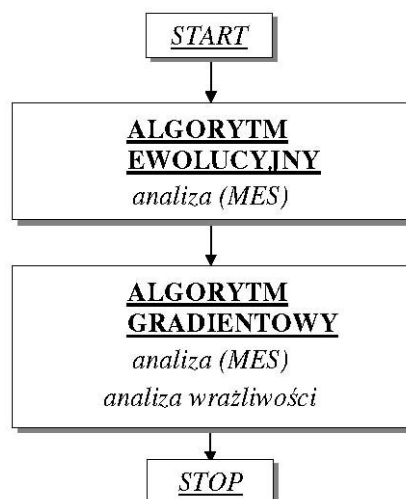 START
ALGORYTM
EWOLUCYJNY
analiza (MES)
ALGORYTM
GRADIENTOWY
analiza (MES)
analiza wrażliwości
STOP